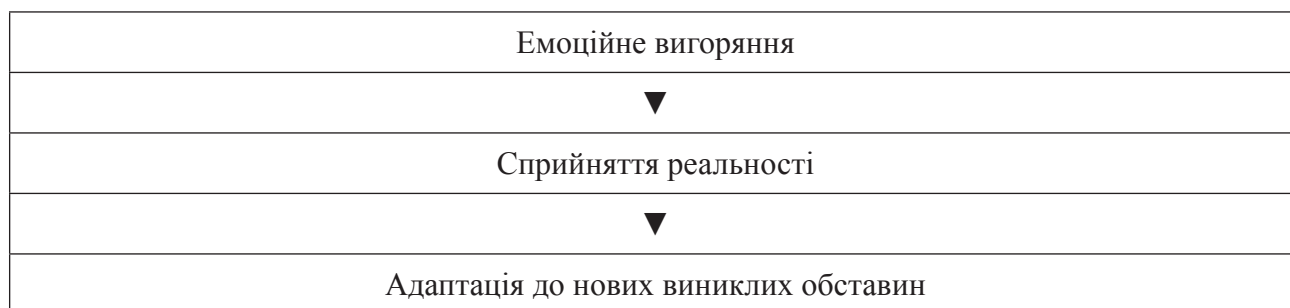 Емоційне вигоряння
▼
Сприйняття реальності
▼
Адаптація до нових виниклих обставин